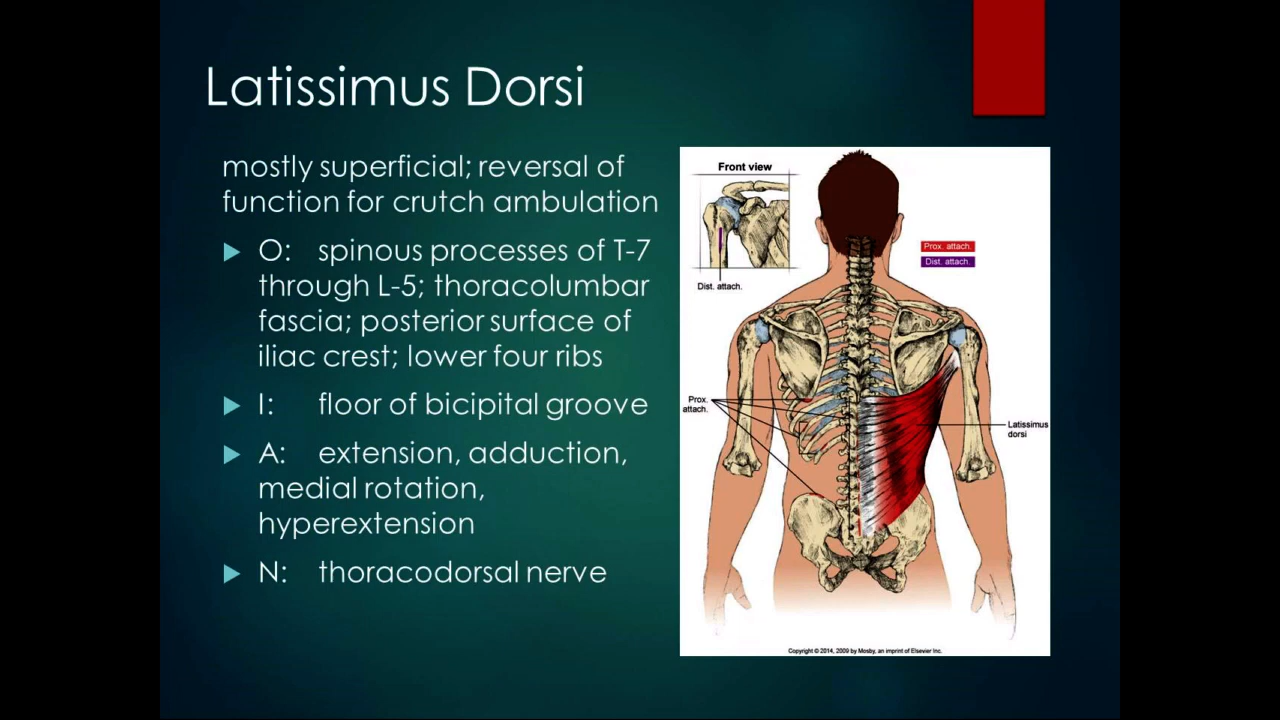 Latissimus Dorsi
mostly superficial; reversal of
function for crutch ambulation
O: spinous processes of T-7
through L-5; thoracolumbar
fascia; posterior surface of
iliac crest; lower four ribs
I: floor of bicipital groove
A: extension, adduction,
medial rotation,
hyperextension
N: thoracodorsal nerve
Front view
Dist. attach.
Prox. attach.
Dist. attach.
Prox.
attach.
Latissimus
dorsi
Copyright © 2014, 2009 by Mosby, an imprint of Elsevier Inc.